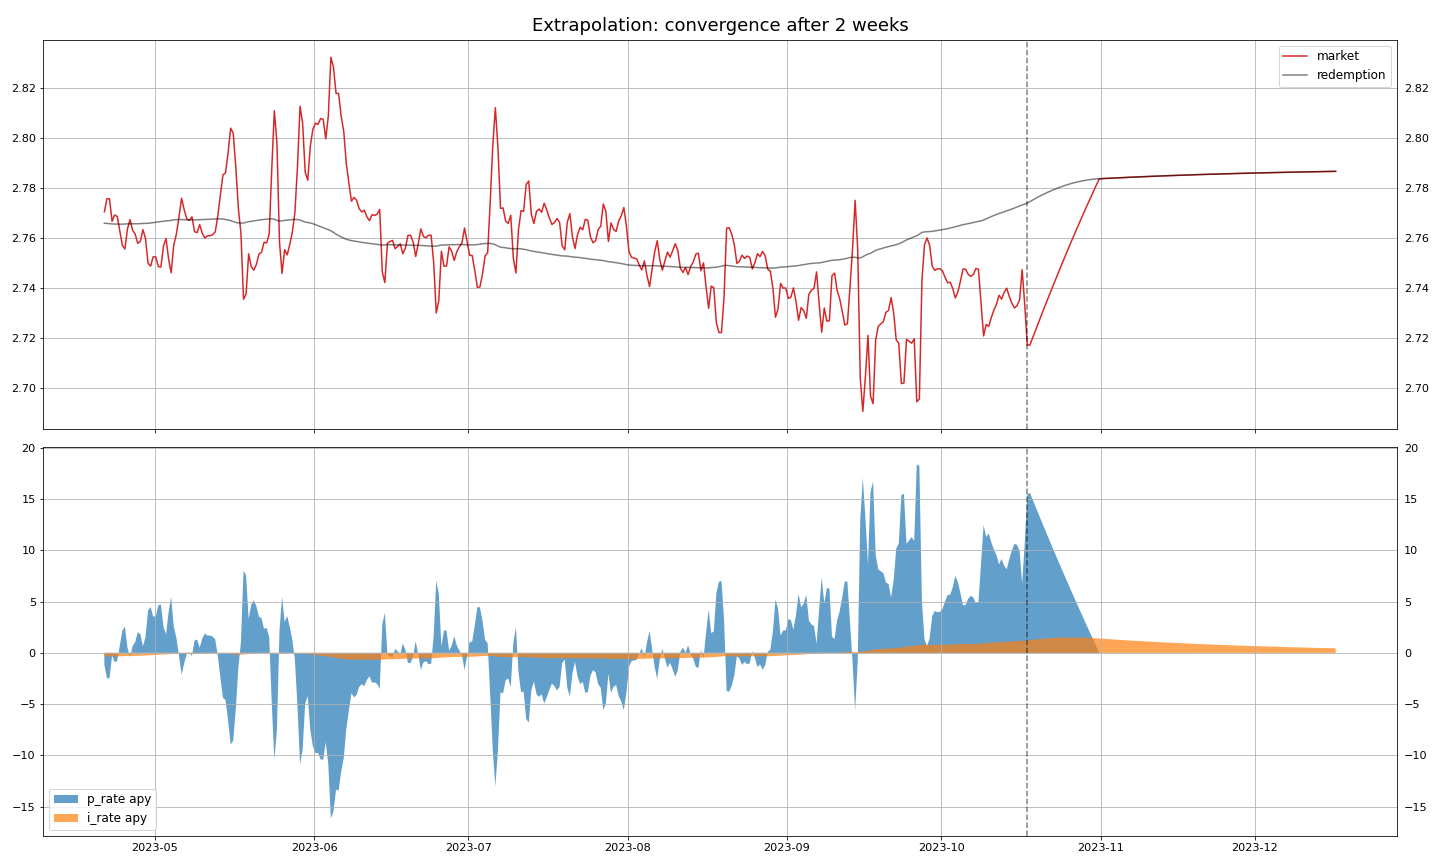 Extrapolation: convergence after 2 weeks
market
redemption
2.82 2.82
2.80 2.80
2.78 2.78
2.76 2.76
2.74 2.74
2.72 2.72
2.70 2.70
20 20
15 15
10 10
5 5
0 0
−5 −5
−10 −10
−15 −15
p_rate apy
i_rate apy
2023-05 2023-06 2023-07 2023-08 2023-09 2023-10 2023-11 2023-12